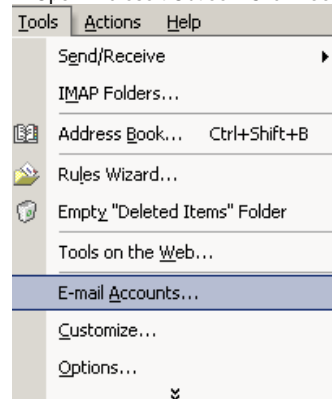 Tools Actions Help
Send/Receive
IMAP Folders...
Address Book... Ctrl+Shift+B
Rules Wizard...
Empty "Deleted Items" Folder
Tools on the Web...
E-mail Accounts...
Customize...
Options...